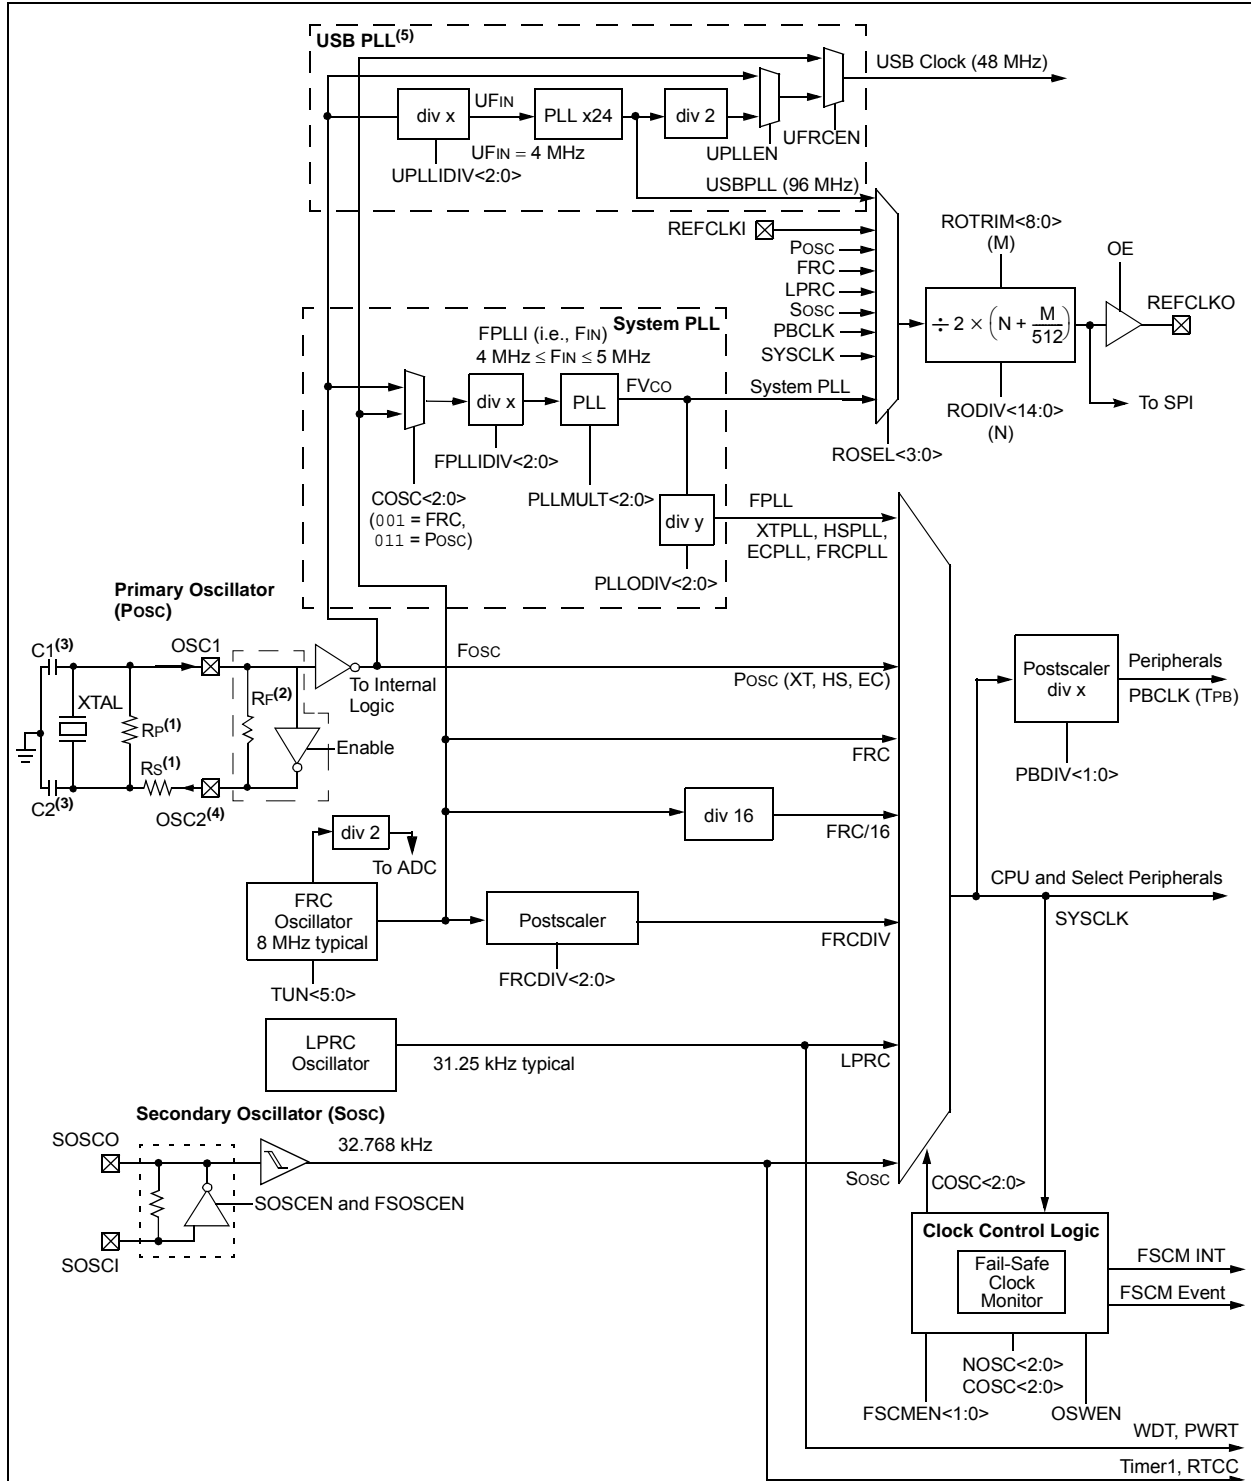 USB PLL(5)
USB Clock (48 MHz)
UFIN
div x
PLL x24
div 2
UFRCEN
UFIN = 4 MHz
UPLLEN
UPLLIDIV<2:0>
USBPLL (96 MHz)
REFCLKI
POSC
FRC
LPRC
SOSC
PBCLK
SYSCLK
ROTRIM<8:0>
(M)
OE
REFCLKO
÷ 2 × (N + M/512)
To SPI
RODIV<14:0>
(N)
ROSEL<3:0>
System PLL
FPLLI (i.e., FIN)
4 MHz ≤ FIN ≤ 5 MHz
FVCO
System PLL
div x
PLL
FPLLIDIV<2:0>
COSC<2:0>
(001 = FRC,
011 = POSC)
PLLMULT<2:0>
div y
FPLL
XTPLL, HSPLL,
ECPLL, FRCPLL
PLLODIV<2:0>
Primary Oscillator
(POSC)
C1(3)
OSC1
FOSC
XTAL
RP(1)
RF(2)
To Internal
Logic
POSC (XT, HS, EC)
Enable
RS(1)
C2(3)
OSC2(4)
FRC
Postscaler
div x
Peripherals
PBCLK (TPB)
PBDIV<1:0>
div 2
To ADC
div 16
FRC/16
FRC
Oscillator
8 MHz typical
Postscaler
FRCDIV
CPU and Select Peripherals
SYSCLK
TUN<5:0>
FRCDIV<2:0>
LPRC
Oscillator
31.25 kHz typical
LPRC
Secondary Oscillator (SOSC)
SOSCO
32.768 kHz
SOSC
COSC<2:0>
SOSCEN and FSOSCEN
SOSCI
Clock Control Logic
Fail-Safe
Clock
Monitor
FSCM INT
FSCM Event
NOSC<2:0>
COSC<2:0>
FSCMEN<1:0>
OSWEN
WDT, PWRT
Timer1, RTCC